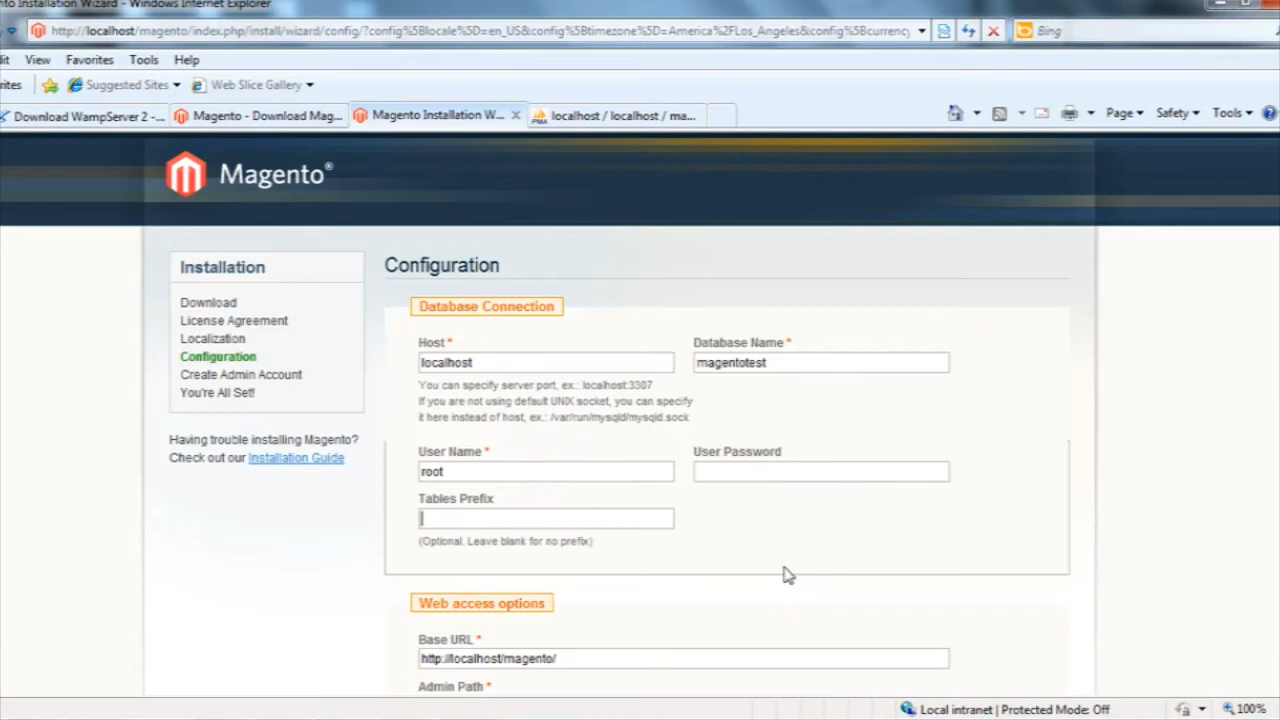 nto Installation Wizard - Windows Internet Explorer
http://localhost/magento/index.php/install/wizard/config/?config%5Blocale%5D=en_US&config%5Btimezone%5D=America%2FLos_Angeles&config%5Bcurrency
Bing
dit View Favorites Tools Help
rites Suggested Sites Web Slice Gallery
Download WampServer 2 -... Magento - Download Mag... Magento Installation W... localhost / localhost / ma... Page Safety Tools
Magento®
Installation
Download
License Agreement
Localization
Configuration
Create Admin Account
You're All Set!
Having trouble installing Magento?
Check out our Installation Guide
Configuration
Database Connection
Host * Database Name *
localhost magentotest
You can specify server port, ex.: localhost:3307
If you are not using default UNIX socket, you can specify
it here instead of host, ex.: /var/run/mysqld/mysqld.sock
User Name * User Password
root
Tables Prefix
(Optional. Leave blank for no prefix)
Web access options
Base URL *
http://localhost/magento/
Admin Path *
Local intranet | Protected Mode: Off 100%